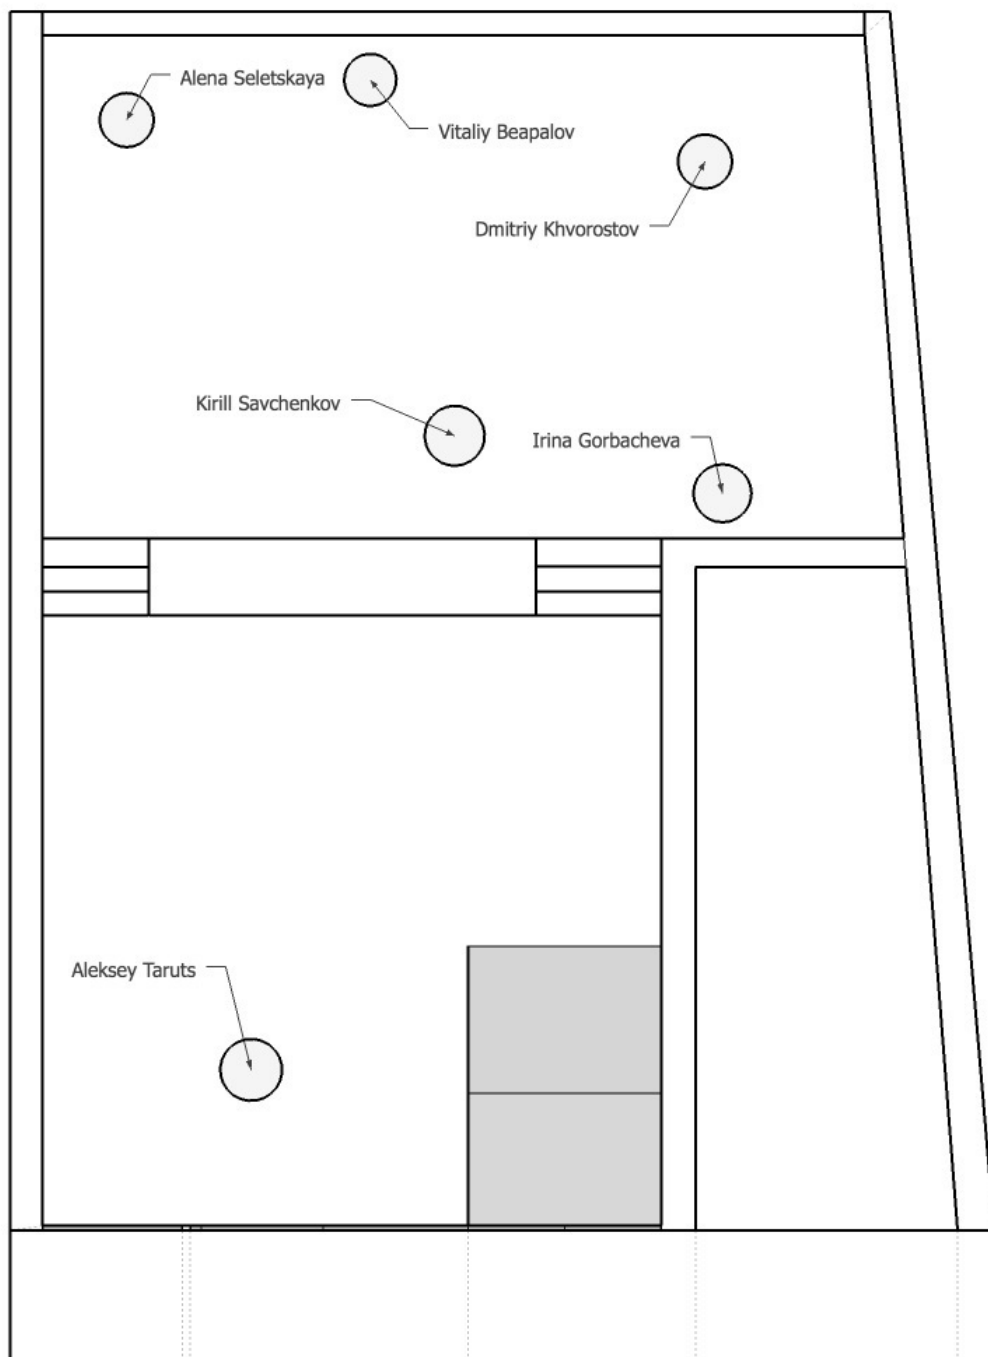 Alena Seletskaya
Vitaliy Beapalov
Dmitriy Khvorostov
Kirill Savchenkov
Irina Gorbacheva
Aleksey Taruts